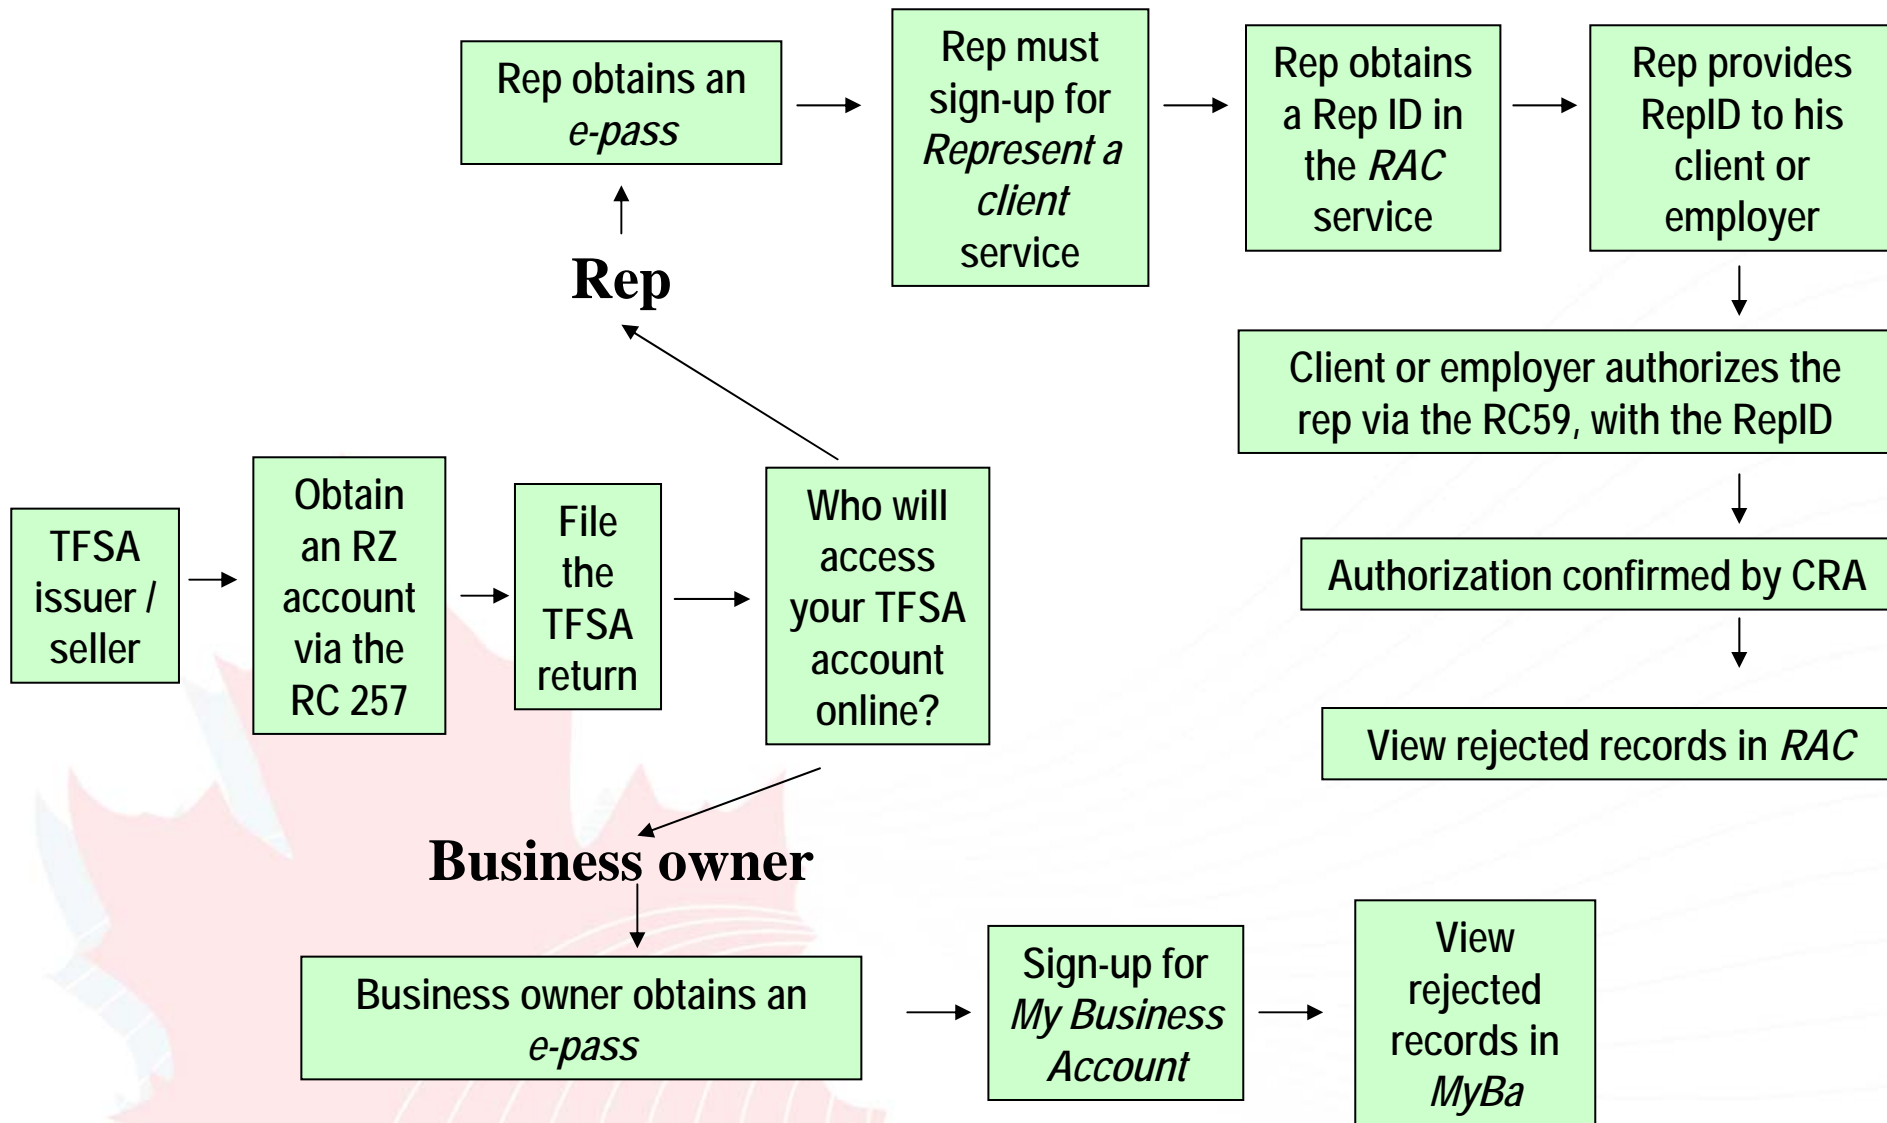 Rep obtains an
e-pass
Rep must
sign-up for
Represent a
client
service
Rep obtains
a Rep ID in
the RAC
service
Rep provides
RepID to his
client or
employer
Rep
Client or employer authorizes the
rep via the RC59, with the RepID
Authorization confirmed by CRA
View rejected records in RAC
TFSA
issuer /
seller
Obtain
an RZ
account
via the
RC 257
File
the
TFSA
return
Who will
access
your TFSA
account
online?
Business owner
Business owner obtains an
e-pass
Sign-up for
My Business
Account
View
rejected
records in
MyBa